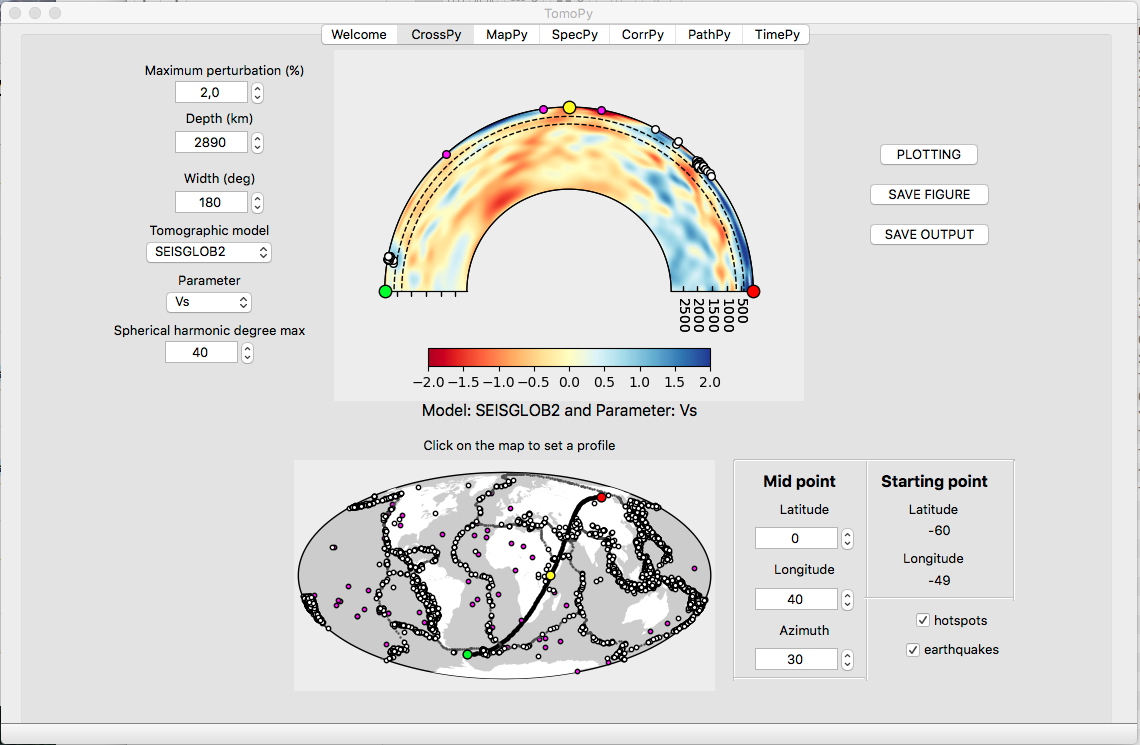 TomoPy
Welcome CrossPy MapPy SpecPy CorrPy PathPy TimePy
Maximum perturbation (%)
2,0
Depth (km)
2890
Width (deg)
180
Tomographic model
SEISGLOB2
Parameter
Vs
Spherical harmonic degree max
40
PLOTTING
SAVE FIGURE
SAVE OUTPUT
2500
2000
1500
1000
500
−2.0 −1.5 −1.0 −0.5 0.0 0.5 1.0 1.5 2.0
Model: SEISGLOB2 and Parameter: Vs
Click on the map to set a profile
Mid point
Latitude
0
Longitude
40
Azimuth
30
Starting point
Latitude
-60
Longitude
-49
hotspots
earthquakes